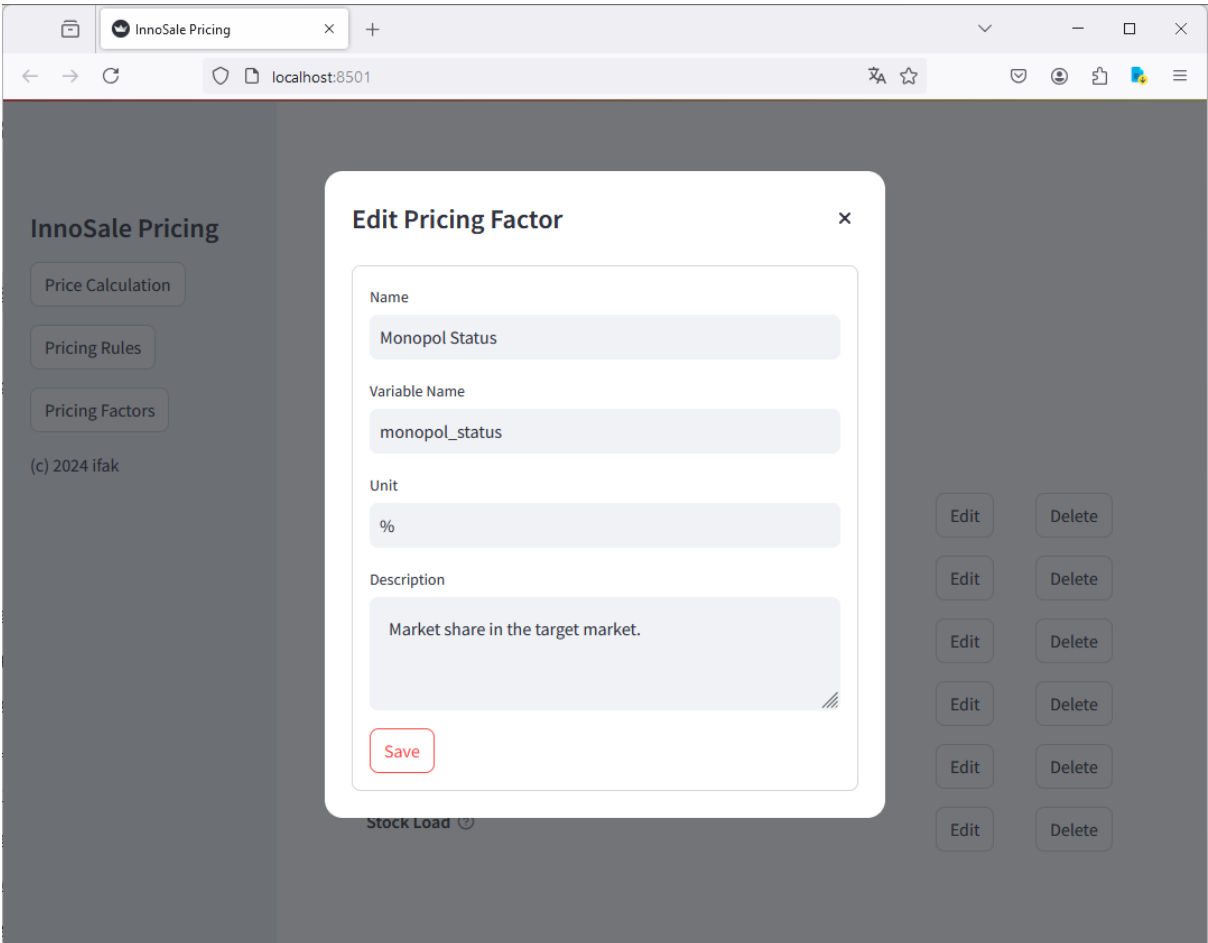 InnoSale Pricing
localhost:8501
InnoSale Pricing
Price Calculation
Pricing Rules
Pricing Factors
(c) 2024 ifak
Edit Pricing Factor
Name
Monopol Status
Variable Name
monopol_status
Unit
%
Description
Market share in the target market.
Save
Edit Delete
Edit Delete
Edit Delete
Edit Delete
Edit Delete
Stock Load Edit Delete